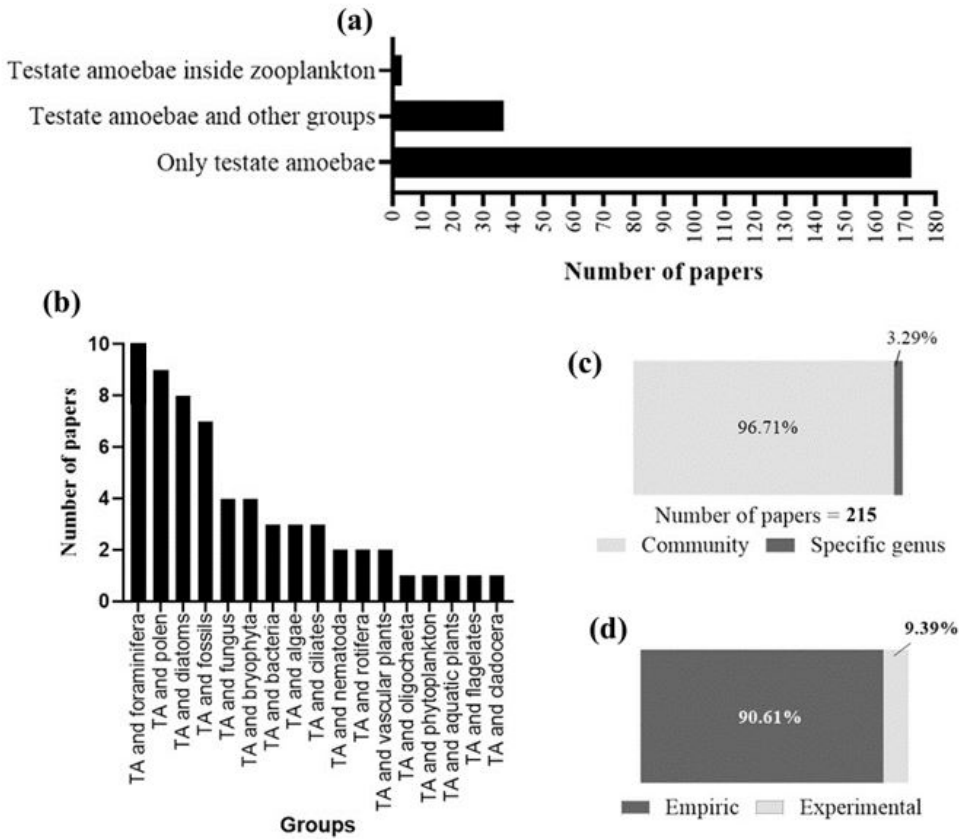 (a)
Testate amoebae inside zooplankton
Testate amoebae and other groups
Only testate amoebae
0 10 20 30 40 50 60 70 80 90 100 110 120 130 140 150 160 170 180
Number of papers
(b)
Number of papers
10
8
6
4
2
0
TA and foraminifera
TA and polen
TA and diatoms
TA and fossils
TA and fungus
TA and bryophyta
TA and bacteria
TA and algae
TA and ciliates
TA and nematoda
TA and rotifera
TA and vascular plants
TA and oligochaeta
TA and phytoplankton
TA and aquatic plants
TA and flagelates
TA and cladocera
Groups
(c)
3.29%
96.71%
Number of papers = 215
Community Specific genus
(d)
9.39%
90.61%
Empiric Experimental